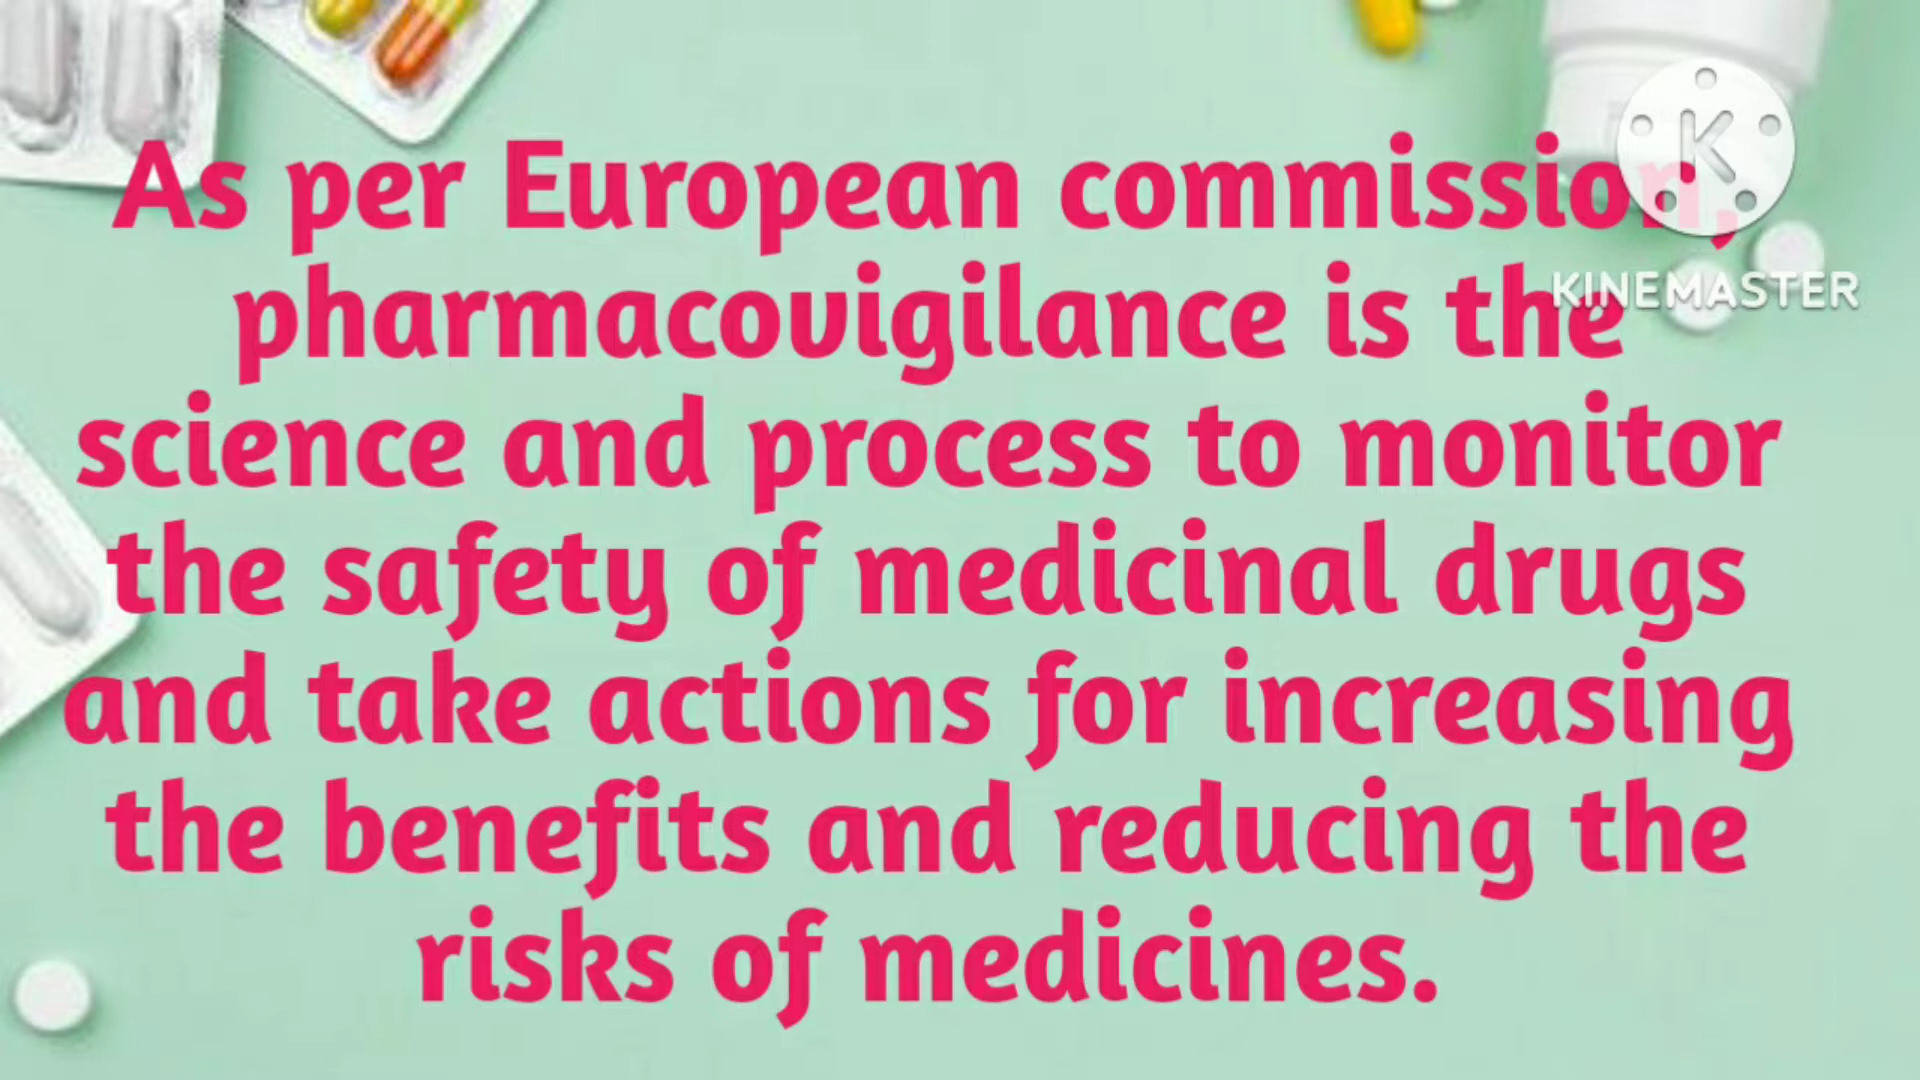 As per European commission,
pharmacovigilance is the
science and process to monitor
the safety of medicinal drugs
and take actions for increasing
the benefits and reducing the
risks of medicines.
K
KINEMASTER